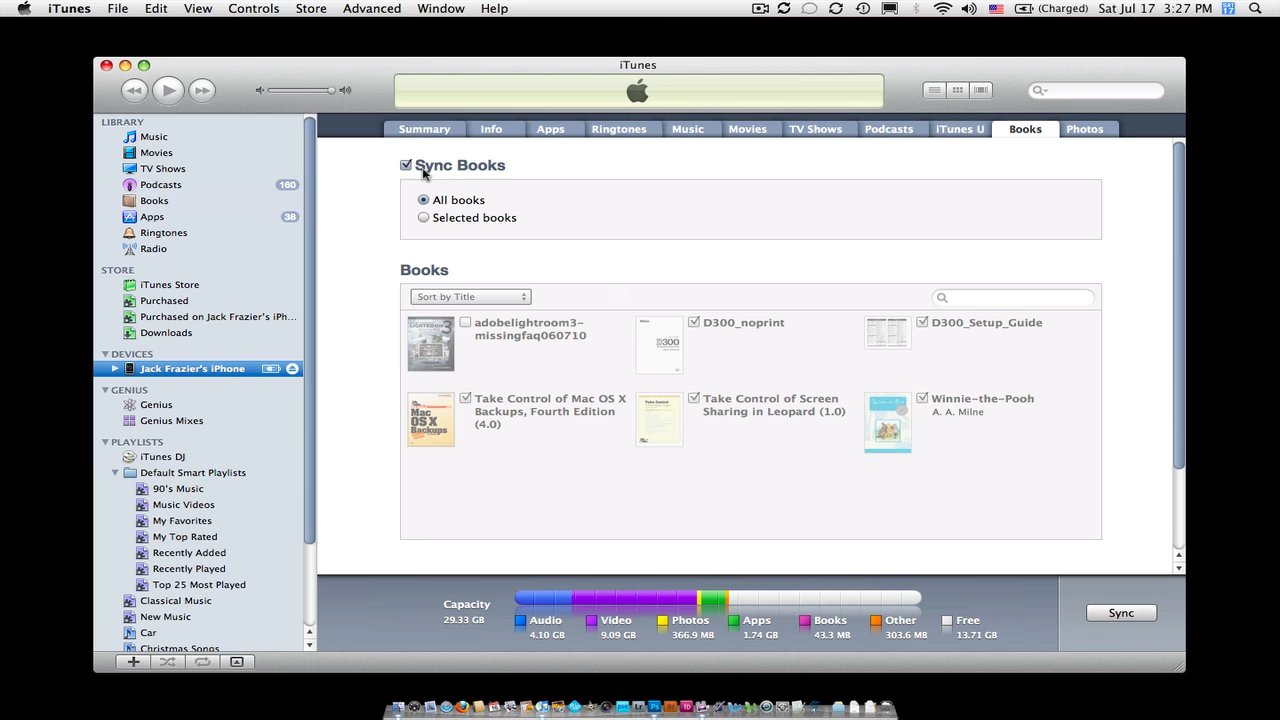 iTunes File Edit View Controls Store Advanced Window Help (Charged) Sat Jul 17 3:27 PM
iTunes
LIBRARY
Music
Movies
TV Shows
Podcasts 160
Books
Apps 38
Ringtones
Radio
STORE
iTunes Store
Purchased
Purchased on Jack Frazier's iPh...
Downloads
DEVICES
Jack Frazier's iPhone
GENIUS
Genius
Genius Mixes
PLAYLISTS
iTunes DJ
Default Smart Playlists
90's Music
Music Videos
My Favorites
My Top Rated
Recently Added
Recently Played
Top 25 Most Played
Classical Music
New Music
Car
Christmas Songs
Summary Info Apps Ringtones Music Movies TV Shows Podcasts iTunes U Books Photos
Sync Books
All books
Selected books
Books
Sort by Title
adobelightroom3-
missingfaq060710
D300_noprint
D300_Setup_Guide
Take Control of Mac OS X
Backups, Fourth Edition
(4.0)
Take Control of Screen
Sharing in Leopard (1.0)
Winnie-the-Pooh
A. A. Milne
Capacity
29.33 GB
Audio
4.10 GB
Video
9.09 GB
Photos
366.9 MB
Apps
1.74 GB
Books
43.3 MB
Other
303.6 MB
Free
13.71 GB
Sync